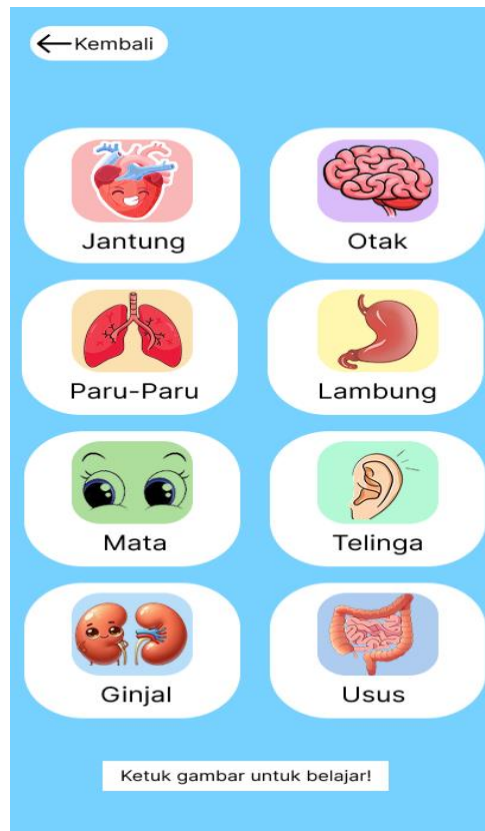 Kembali
Jantung
Otak
Paru-Paru
Lambung
Mata
Telinga
Ginjal
Usus
Ketuk gambar untuk belajar!